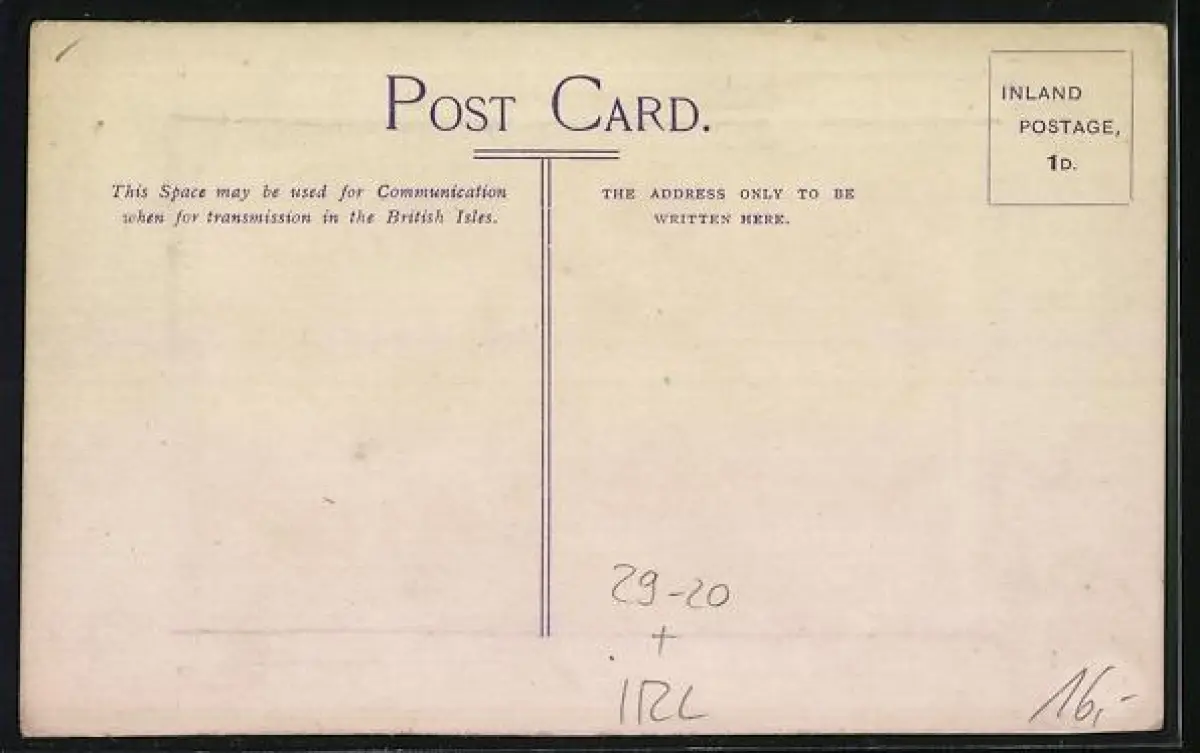 POST CARD.
INLAND
POSTAGE,
1D.
This Space may be used for Communication
when for transmission in the British Isles.
THE ADDRESS ONLY TO BE
WRITTEN HERE.
29-20
+
IRL
16,-